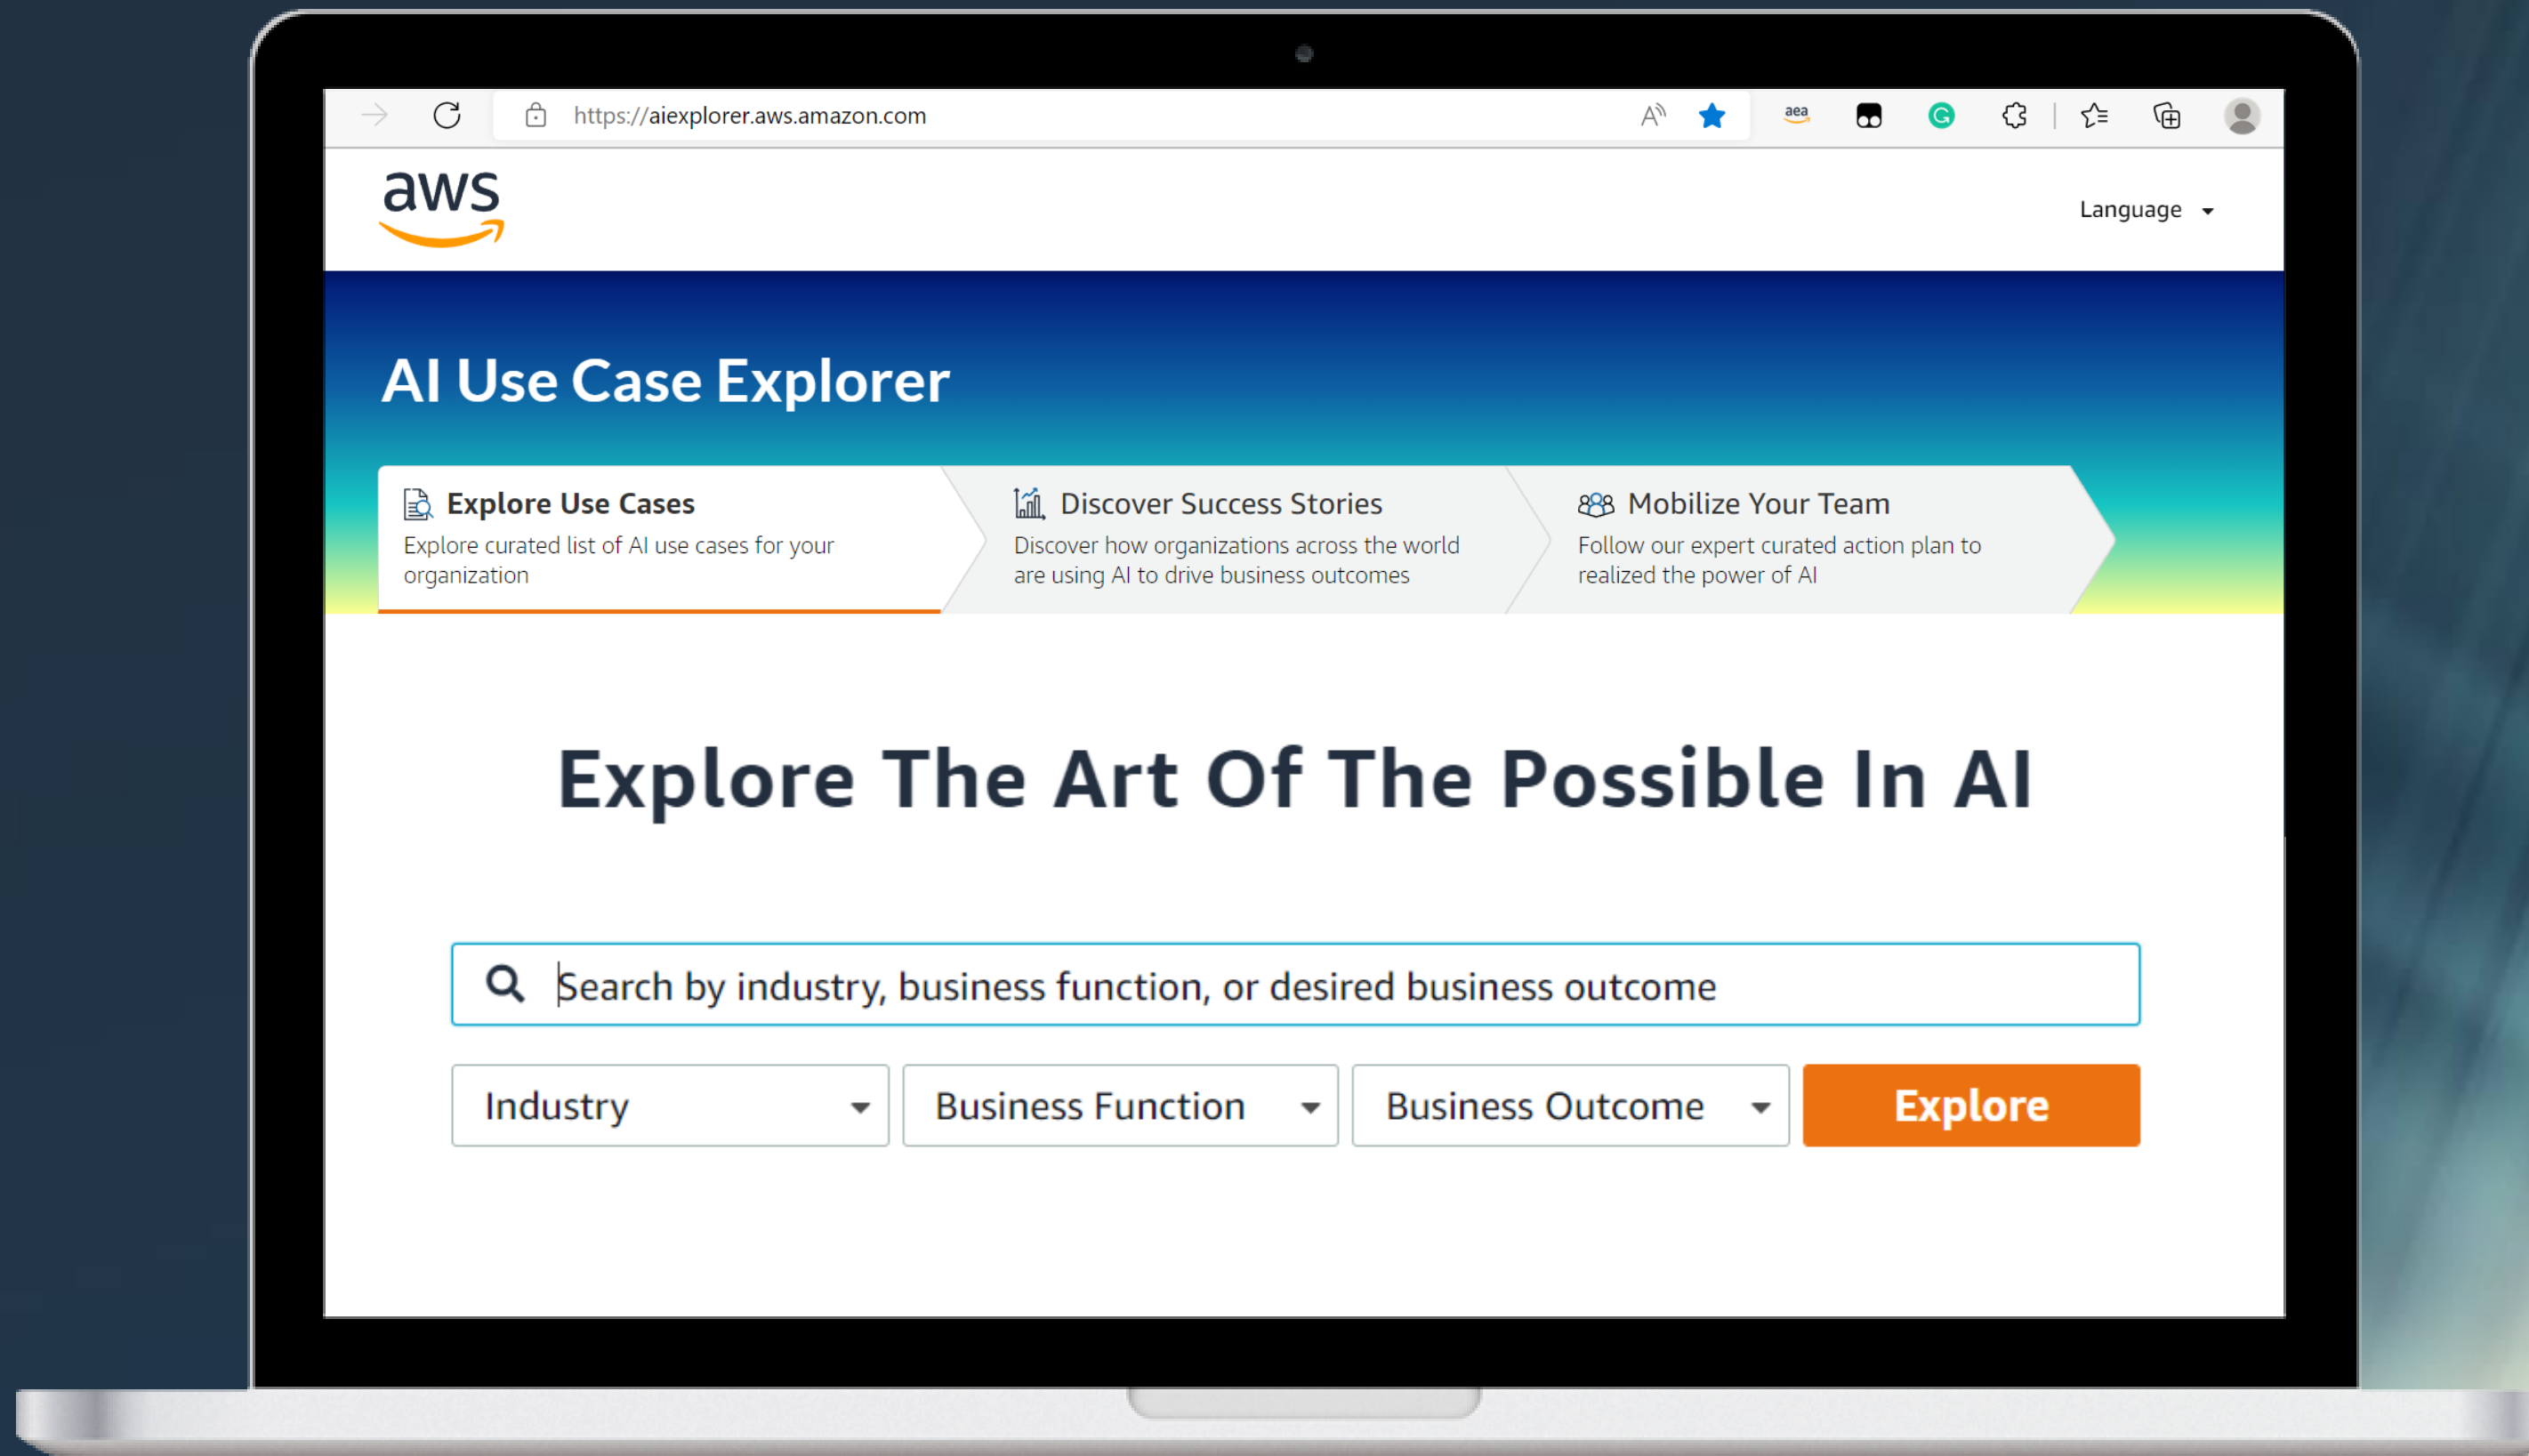 https://aiexplorer.aws.amazon.com
A
aea
G
aws
Language
AI Use Case Explorer
Explore Use Cases
Explore curated list of AI use cases for your
organization
Discover Success Stories
Discover how organizations across the world
are using AI to drive business outcomes
Mobilize Your Team
Follow our expert curated action plan to
realized the power of AI
Explore The Art Of The Possible In AI
Search by industry, business function, or desired business outcome
Industry
Business Function
Business Outcome
Explore